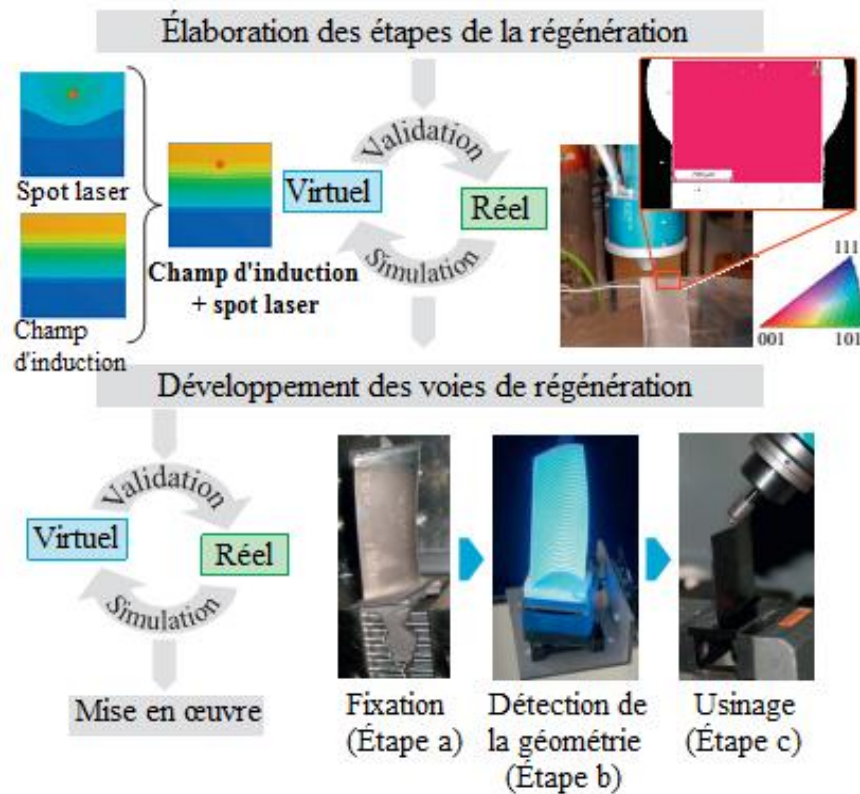 Élaboration des étapes de la régénération
Spot laser
Champ
d'induction
Champ d'induction
+ spot laser
Validation
Virtuel
Réel
Simulation
111
001
101
Développement des voies de régénération
Validation
Virtuel
Réel
Simulation
Mise en œuvre
Fixation
(Étape a)
Détection de
la géométrie
(Étape b)
Usinage
(Étape c)